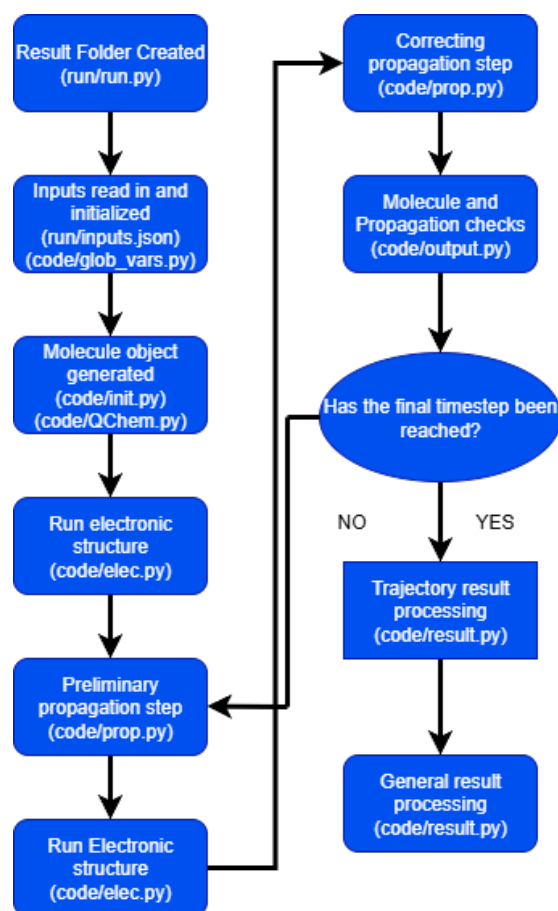 Result Folder Created
(run/run.py)
Inputs read in and
initialized
(run/inputs.json)
(code/glob_vars.py)
Molecule object
generated
(code/init.py)
(code/QChem.py)
Run electronic
structure
(code/elec.py)
Preliminary
propagation step
(code/prop.py)
Run Electronic
structure
(code/elec.py)
Correcting
propagation step
(code/prop.py)
Molecule and
Propagation checks
(code/output.py)
Has the final timestep been
reached?
NO
YES
Trajectory result
processing
(code/result.py)
General result
processing
(code/result.py)